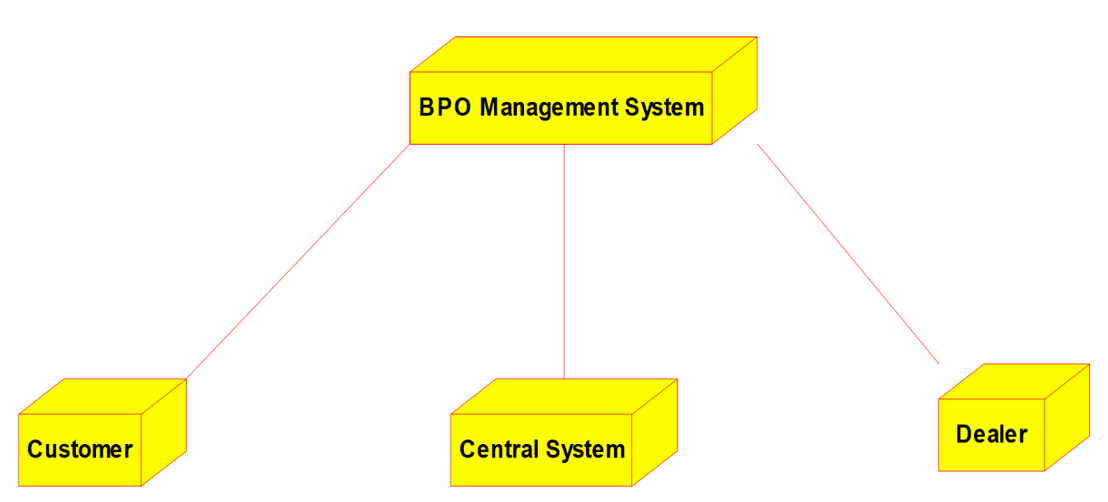 BPO Management System
Customer
Central System
Dealer